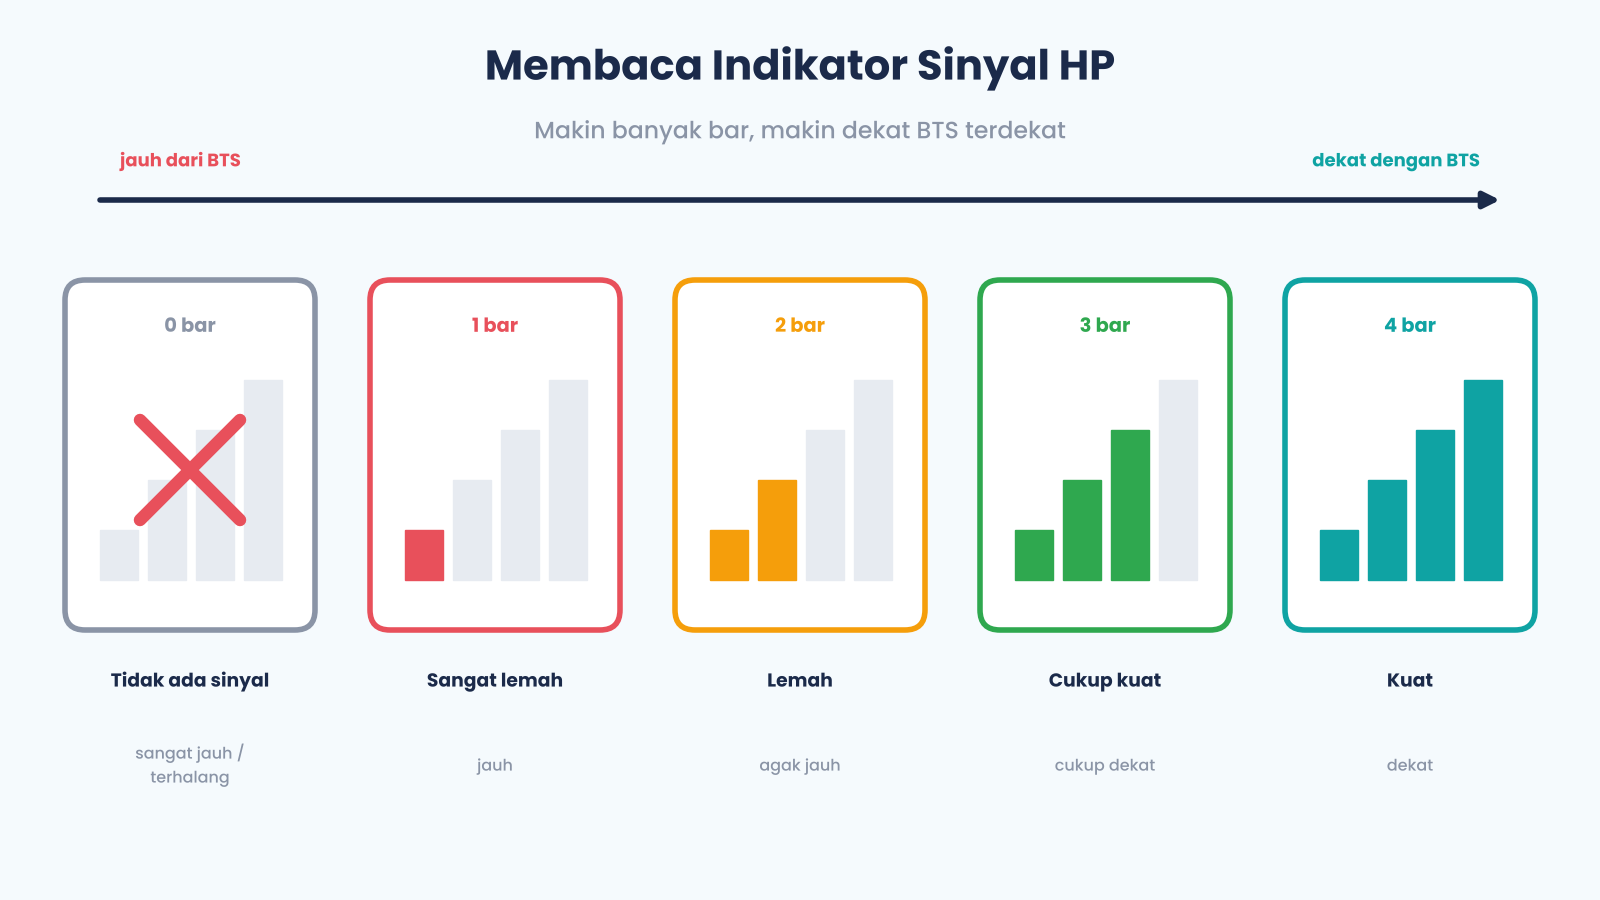 Membaca Indikator Sinyal HP
Makin banyak bar, makin dekat BTS terdekat
jauh dari BTS
dekat dengan BTS
0 bar
1 bar
2 bar
3 bar
4 bar
Tidak ada sinyal
Sangat lemah
Lemah
Cukup kuat
Kuat
sangat jauh /
terhalang
jauh
agak jauh
cukup dekat
dekat